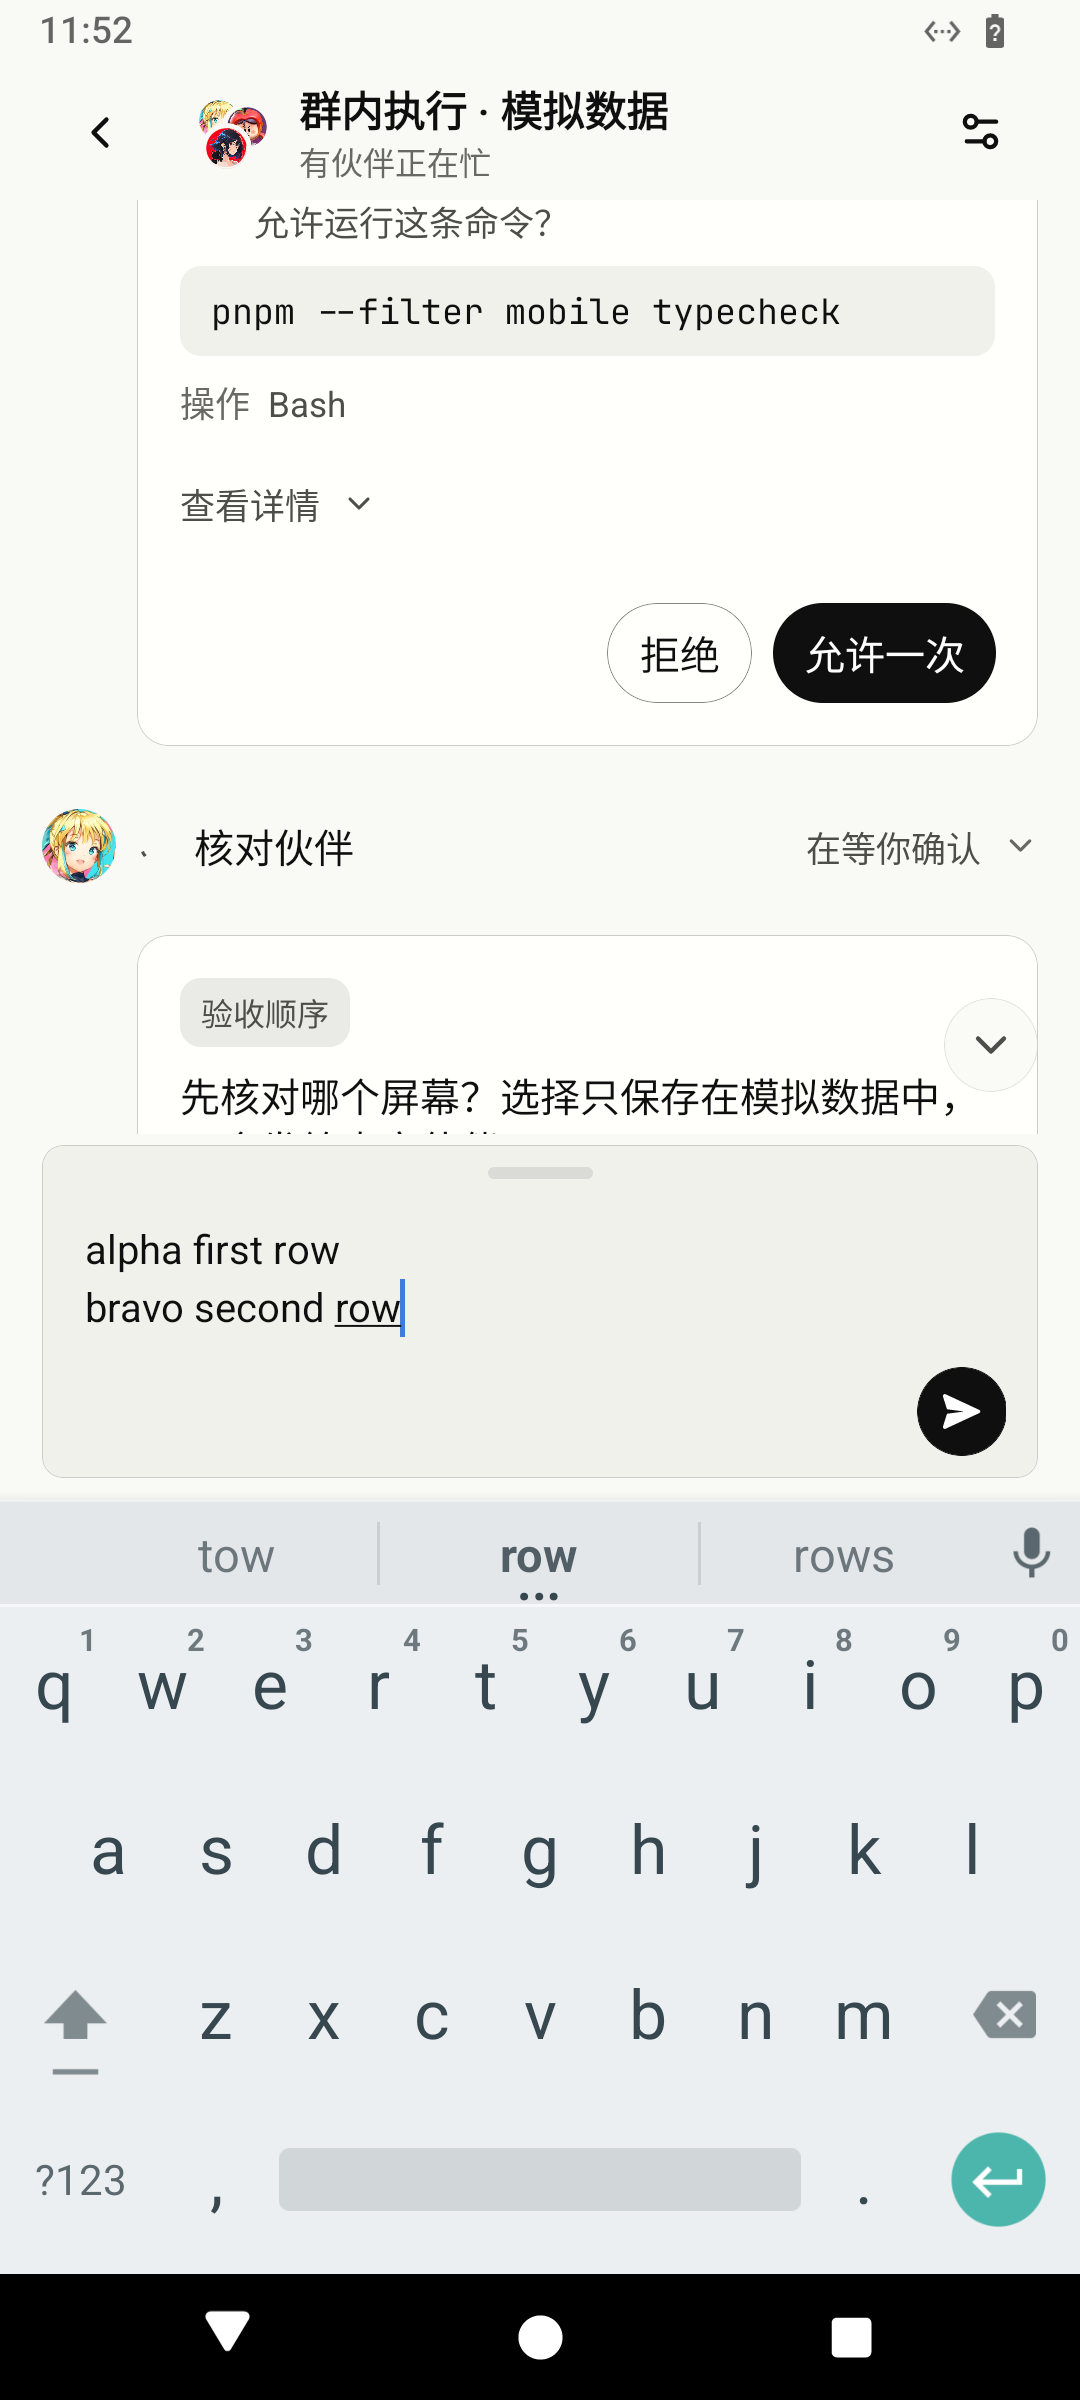 11:52
群内执行 · 模拟数据
有伙伴正在忙
允许运行这条命令？
pnpm --filter mobile typecheck
操作 Bash
查看详情
拒绝 允许一次
核对伙伴 在等你确认
验收顺序
先核对哪个屏幕？选择只保存在模拟数据中，
alpha first row
bravo second row
tow row rows
1 2 3 4 5 6 7 8 9 0
q w e r t y u i o p
a s d f g h j k l
z x c v b n m
?123 , .